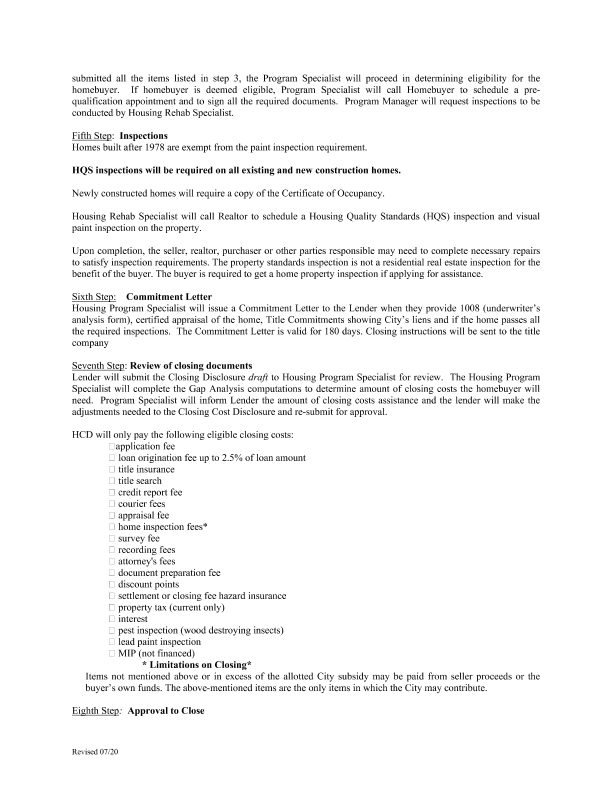 submitted all the items listed in step 3, the Program Specialist will proceed in determining eligibility for the
homebuyer. If homebuyer is deemed eligible, Program Specialist will call Homebuyer to schedule a pre-
qualification appointment and to sign all the required documents. Program Manager will request inspections to be
conducted by Housing Rehab Specialist.
Fifth Step: Inspections
Homes built after 1978 are exempt from the paint inspection requirement.
HQS inspections will be required on all existing and new construction homes.
Newly constructed homes will require a copy of the Certificate of Occupancy.
Housing Rehab Specialist will call Realtor to schedule a Housing Quality Standards (HQS) inspection and visual
paint inspection on the property.
Upon completion, the seller, realtor, purchaser or other parties responsible may need to complete necessary repairs
to satisfy inspection requirements. The property standards inspection is not a residential real estate inspection for the
benefit of the buyer. The buyer is required to get a home property inspection if applying for assistance.
Sixth Step: Commitment Letter
Housing Program Specialist will issue a Commitment to the Lender when they provide 1008 (underwriter's
analysis form), certified appraisal of the home, Title Commitments showing City's liens and if the home passes all
the required inspections. The Commitment Letter is valid for 180 days. Closing instructions will be sent to the title
company
Seventh Step: Review of closing documents
Lender will submit the Closing Disclosure draft to Housing Program Specialist for review. The Housing Program
Specialist will complete the Gap Analysis computations to determine amount of closing costs the homebuyer will
need. Program Specialist will inform Lender the amount of closing costs assistance and the lender will make the
adjustments needed to the Closing Cost Disclosure and re-submit for approval.
HCD will only pay the following eligible closing costs:
□application fee
□ loan origination fee up to 2.5% of loan amount
□ title insurance
□ title search
□ credit report fee
□ courier fees
□ appraisal fee
□ home inspection fees*
□ survey fee
□ recording fees
□ attorney's fees
□ document preparation fee
□ discount points
□ settlement or closing fee hazard insurance
□ property tax (current only)
□ interest
□ pest inspection (wood destroying insects)
□ lead paint inspection
□ MIP (not financed)
* Limitations on Closing*
Items not mentioned above or in excess of the allotted City subsidy may be paid from seller proceeds or the
buyer's own funds. The above-mentioned items are the only items in which the City may contribute.
Eighth Step: Approval to Close
Revised 07/20